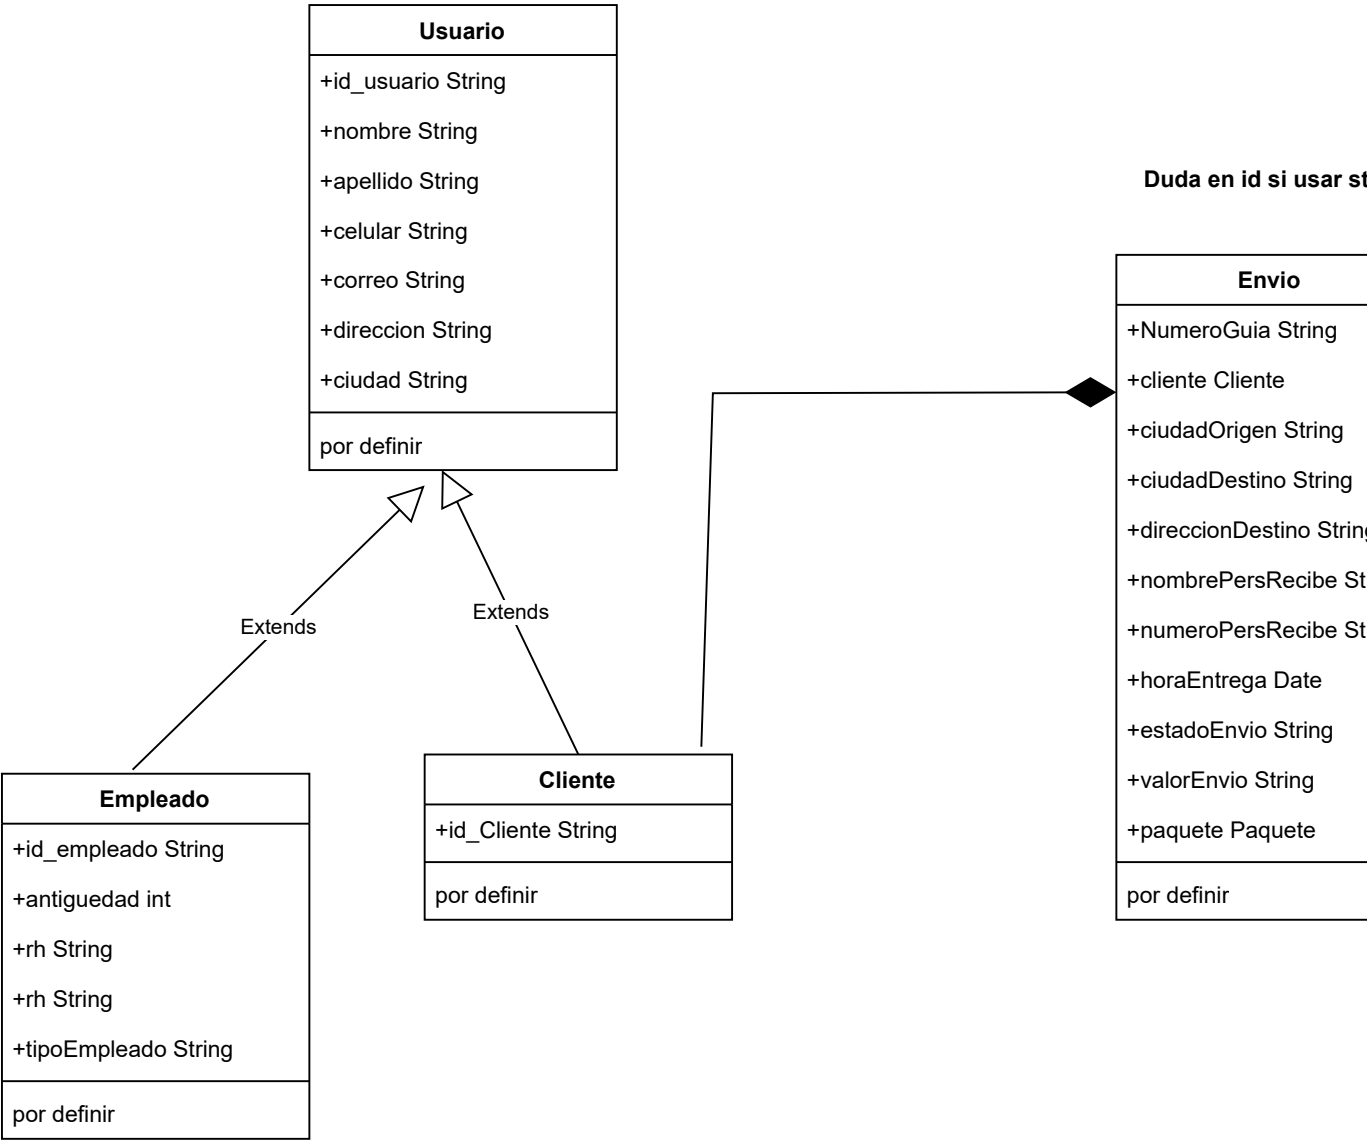 Usuario
+id_usuario String
+nombre String
+apellido String
+celular String
+correo String
+direccion String
+ciudad String
por definir
Duda en id si usar
Envio
+NumeroGuia String
+cliente Cliente
+ciudadOrigen String
+ciudadDestino String
+direccionDestino String
+nombrePersRecibe
+numeroPersRecibe
+horaEntrega Date
+estadoEnvio String
+valorEnvio String
+paquete Paquete
por definir
Extends
Extends
Empleado
+id_empleado String
+antiguedad int
+rh String
+rh String
+tipoEmpleado String
por definir
Cliente
+id_Cliente String
por definir